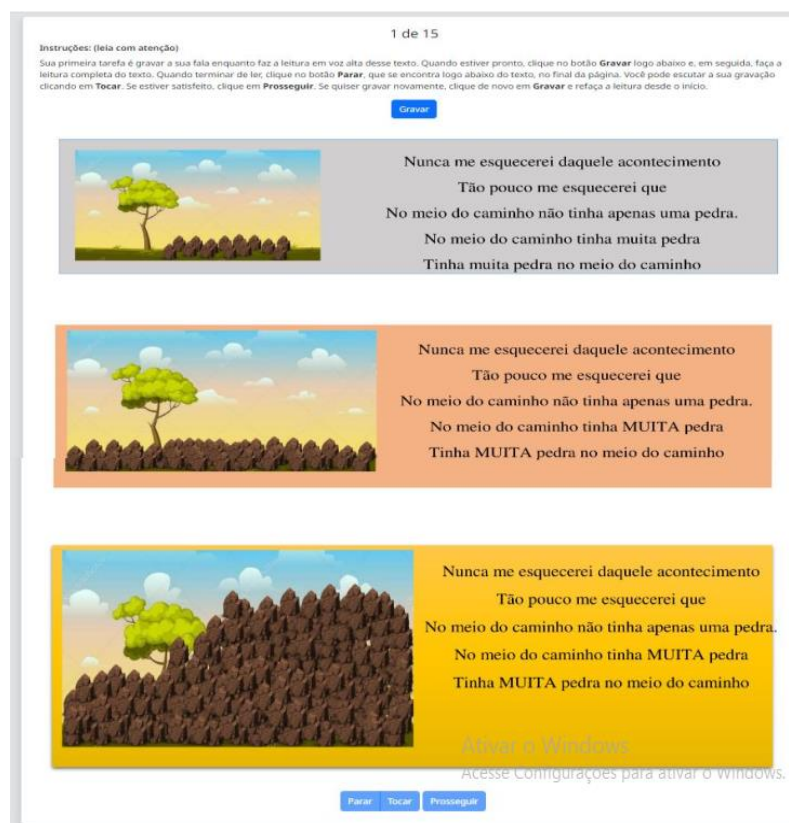 1 de 15
Instruções: (leia com atenção)
Sua primeira tarefa é gravar a sua fala enquanto faz a leitura em voz alta desse texto. Quando estiver pronto, clique no botão Gravar logo abaixo e, em seguida, faça a
leitura completa do texto. Quando terminar de ler, clique no botão Parar, que se encontra logo abaixo do texto, no final da página. Você pode escutar a sua gravação
clicando em Tocar. Se estiver satisfeito, clique em Prosseguir. Se quiser gravar novamente, clique de novo em Gravar e refaça a leitura desde o início.
Gravar
Nunca me esquecerei daquele acontecimento
Tão pouco me esquecerei que
No meio do caminho não tinha apenas uma pedra.
No meio do caminho tinha muita pedra
Tinha muita pedra no meio do caminho
Nunca me esquecerei daquele acontecimento
Tão pouco me esquecerei que
No meio do caminho não tinha apenas uma pedra.
No meio do caminho tinha MUITA pedra
Tinha MUITA pedra no meio do caminho
Nunca me esquecerei daquele acontecimento
Tão pouco me esquecerei que
No meio do caminho não tinha apenas uma pedra.
No meio do caminho tinha MUITA pedra
Tinha MUITA pedra no meio do caminho
Ativar o Windows
Acesse Configurações para ativar o Windows.
Parar Tocar Prosseguir